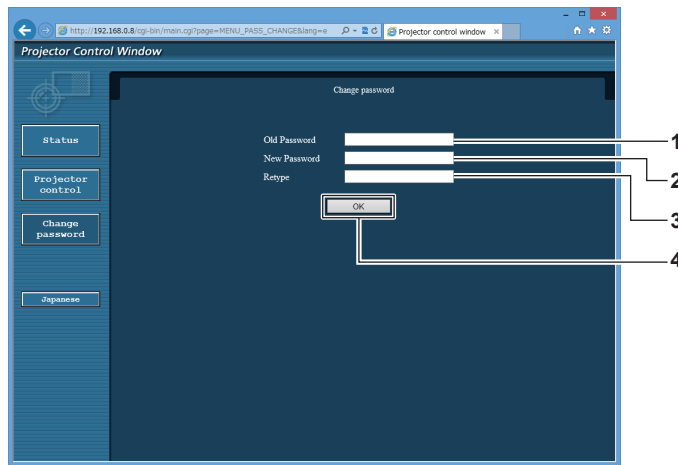 http://192.168.0.8/cgi-bin/main.cgi?page=MENU_PASS_CHANGE&lang=e
Projector control window
Projector Control Window
Change password
Status
Old Password
1
New Password
2
Retype
3
Projector
control
OK
Change
password
4
Japanese